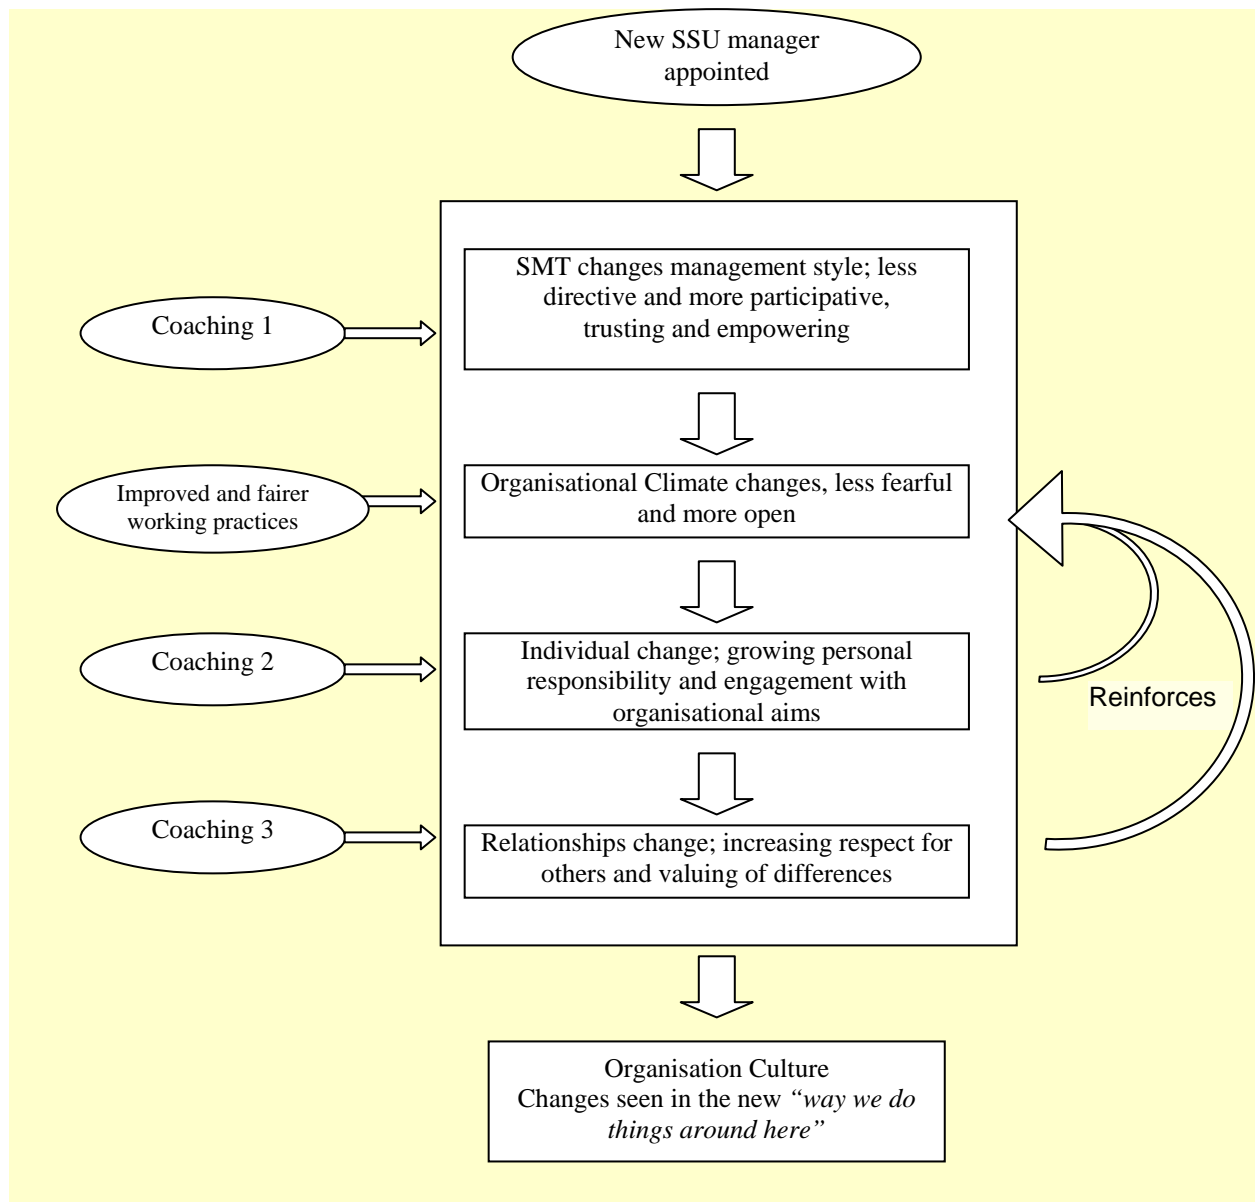 New SSU manager
appointed
SMT changes management style; less
directive and more participative,
trusting and empowering
Coaching 1
Organisational Climate changes, less fearful
and more open
Improved and fairer
working practices
Individual change; growing personal
responsibility and engagement with
organisational aims
Coaching 2
Reinforces
Relationships change; increasing respect for
others and valuing of differences
Coaching 3
Organisation Culture
Changes seen in the new “way we do
things around here”